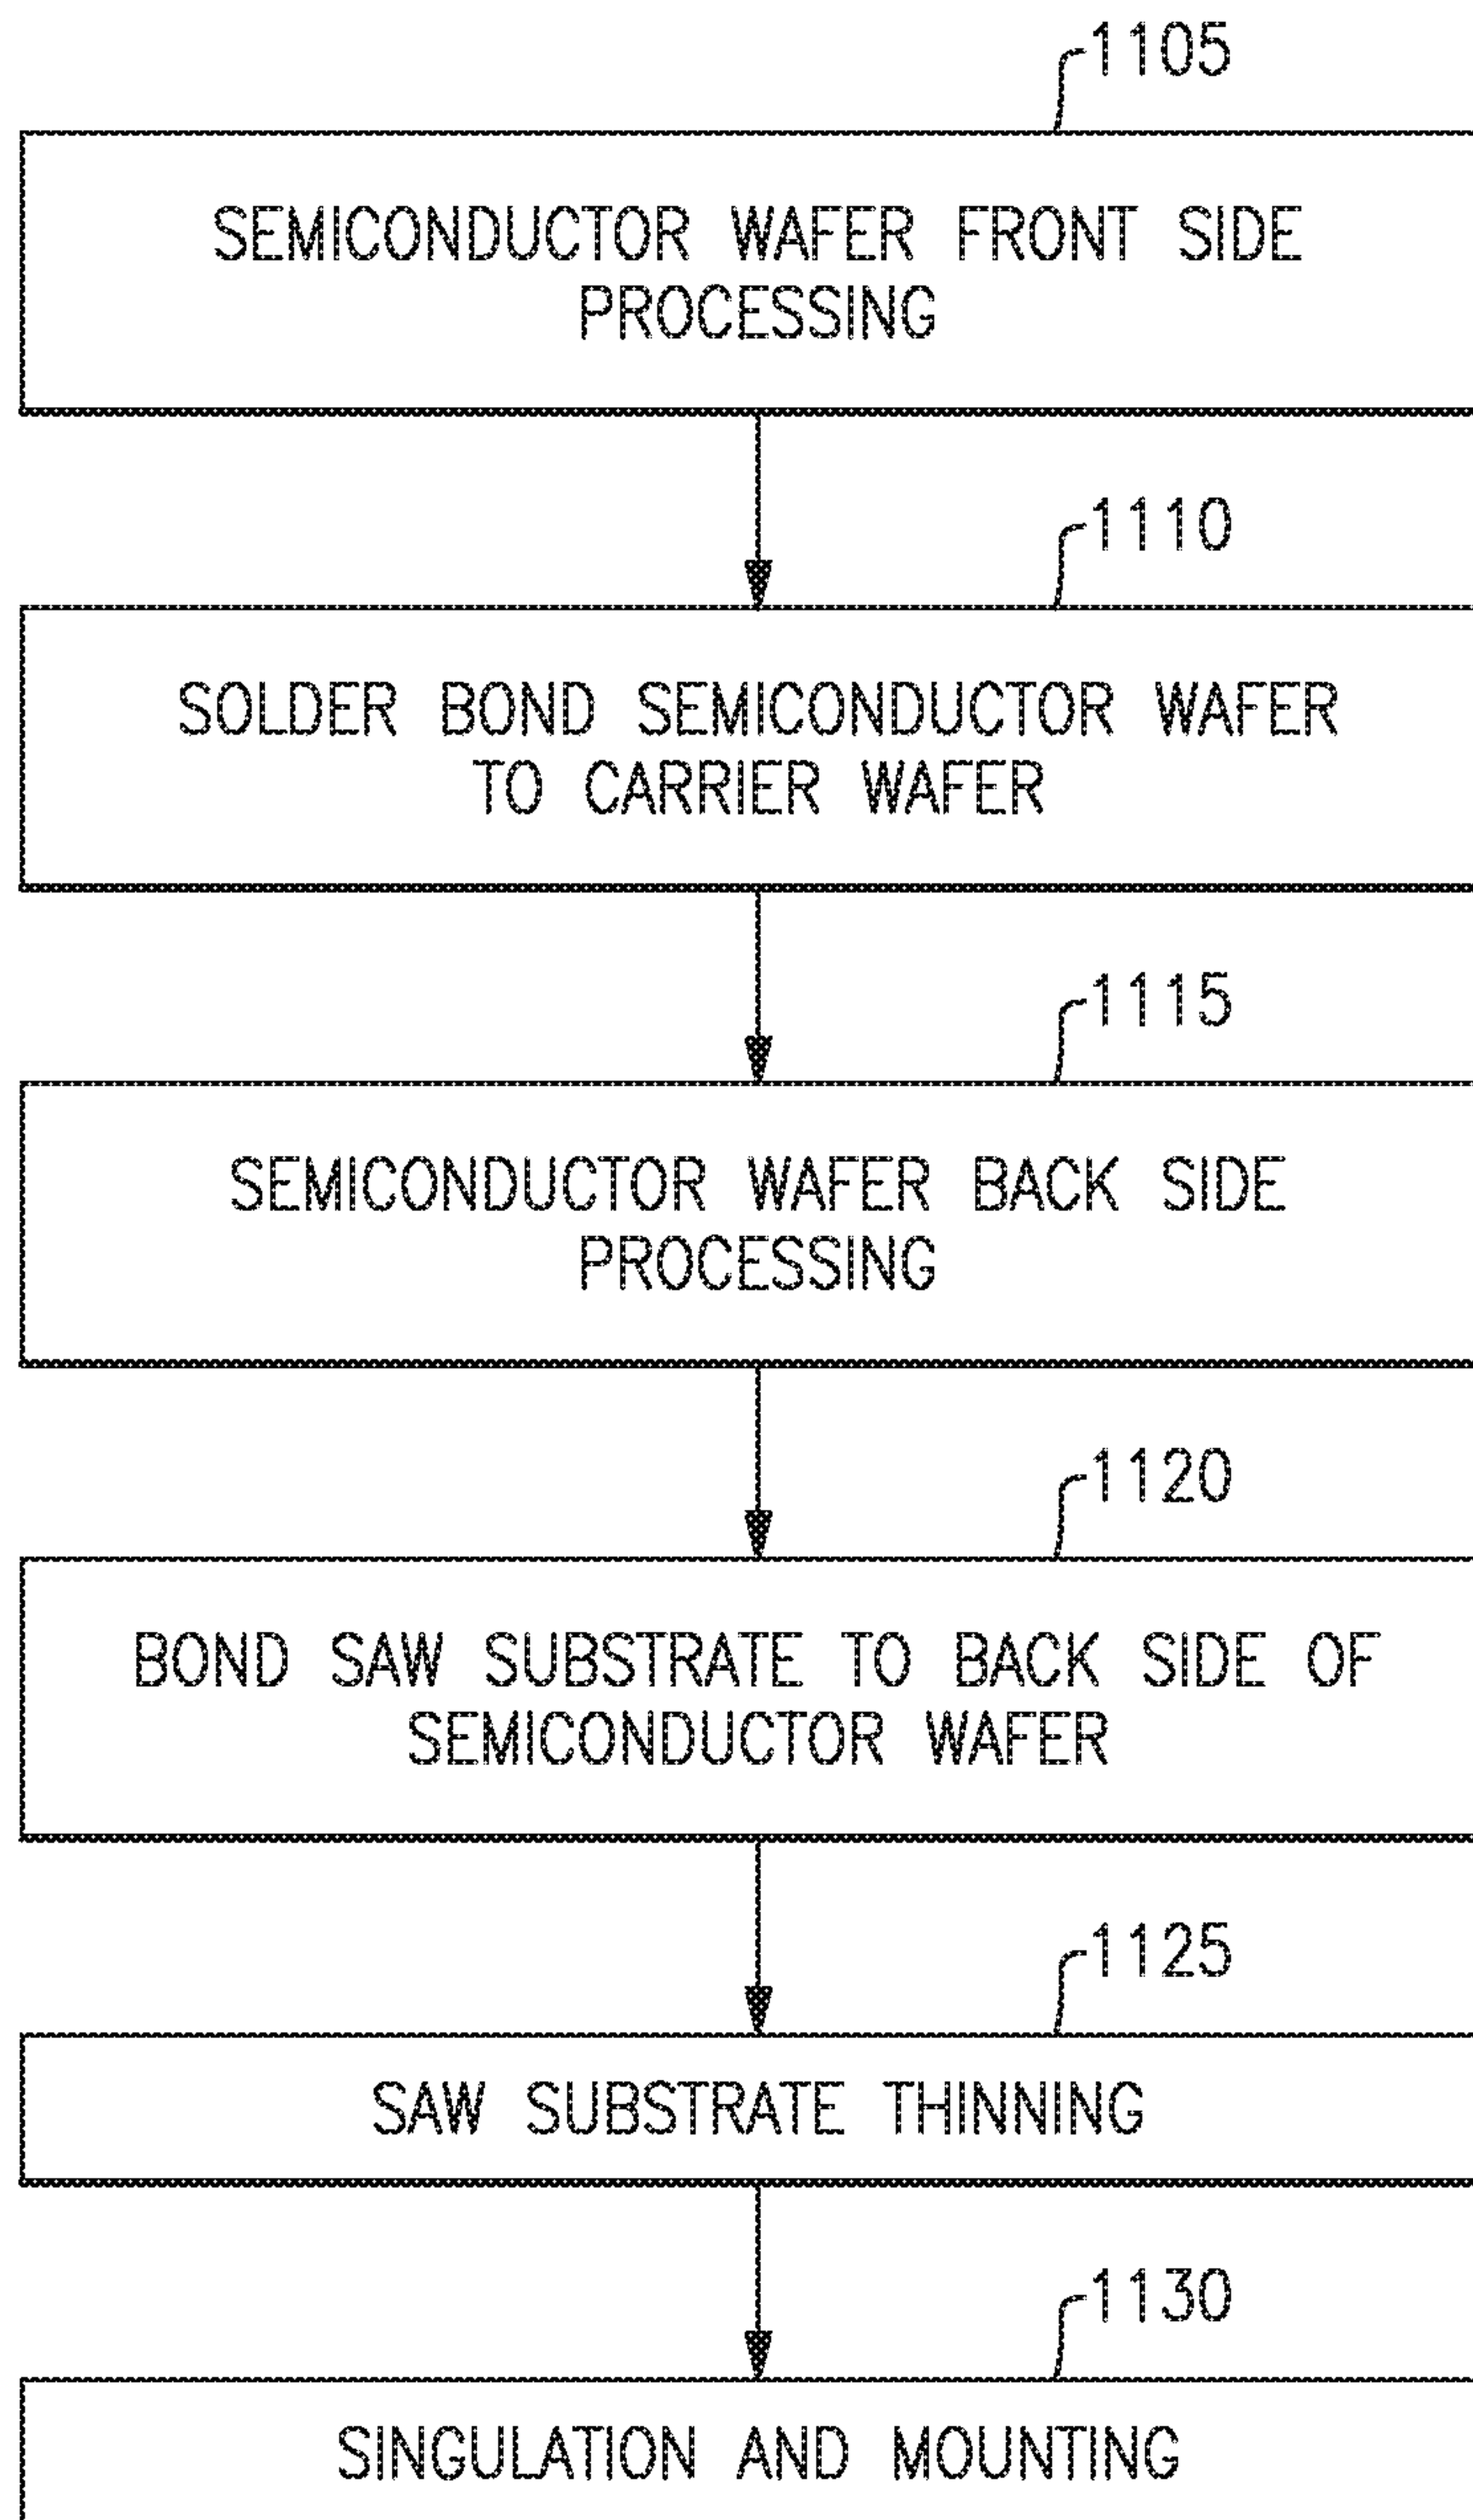 1105
SEMICONDUCTOR WAFER FRONT SIDE
PROCESSING
1110
SOLDER BOND SEMICONDUCTOR WAFER
TO CARRIER WAFER
1115
SEMICONDUCTOR WAFER BACK SIDE
PROCESSING
1120
BOND SAW SUBSTRATE TO BACK SIDE OF
SEMICONDUCTOR WAFER
1125
SAW SUBSTRATE THINNING
1130
SINGULATION AND MOUNTING